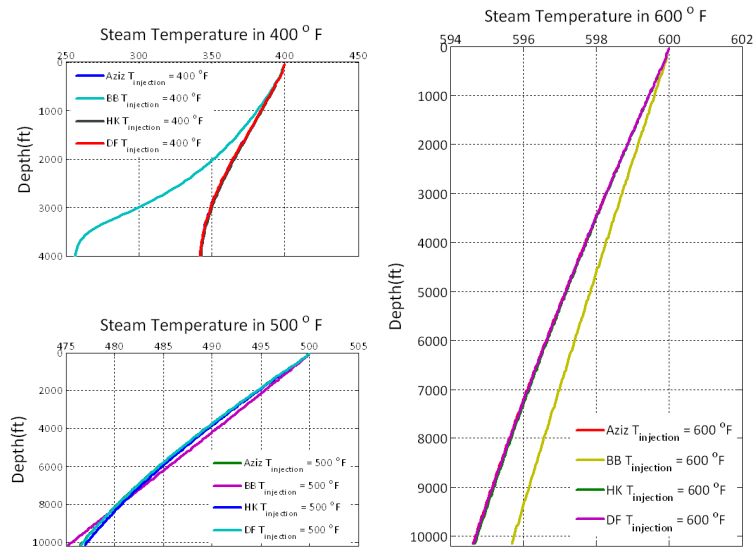 Steam Temperature in 400 ° F
250 300 350 400 450
0
1000
2000
3000
4000
Depth(ft)
Aziz T injection = 400 °F
BB T injection = 400 °F
HK T injection = 400 °F
DF T injection = 400 °F
Steam Temperature in 500 ° F
475 480 485 490 495 500 505
0
2000
4000
6000
8000
10000
Depth(ft)
Aziz T injection = 500 °F
BB T injection = 500 °F
HK T injection = 500 °F
DF T injection = 500 °F
Steam Temperature in 600 ° F
594 596 598 600 602
0
1000
2000
3000
4000
5000
6000
7000
8000
9000
10000
Depth(ft)
Aziz T injection = 600 °F
BB T injection = 600 °F
HK T injection = 600 °F
DF T injection = 600 °F